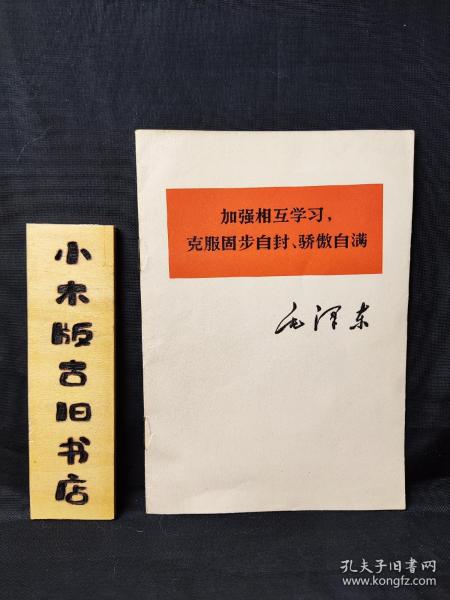 加强相互学习，
克服固步自封、骄傲自满
毛泽东
小木版古旧书店
孔夫子旧书网
www.kongfz.com